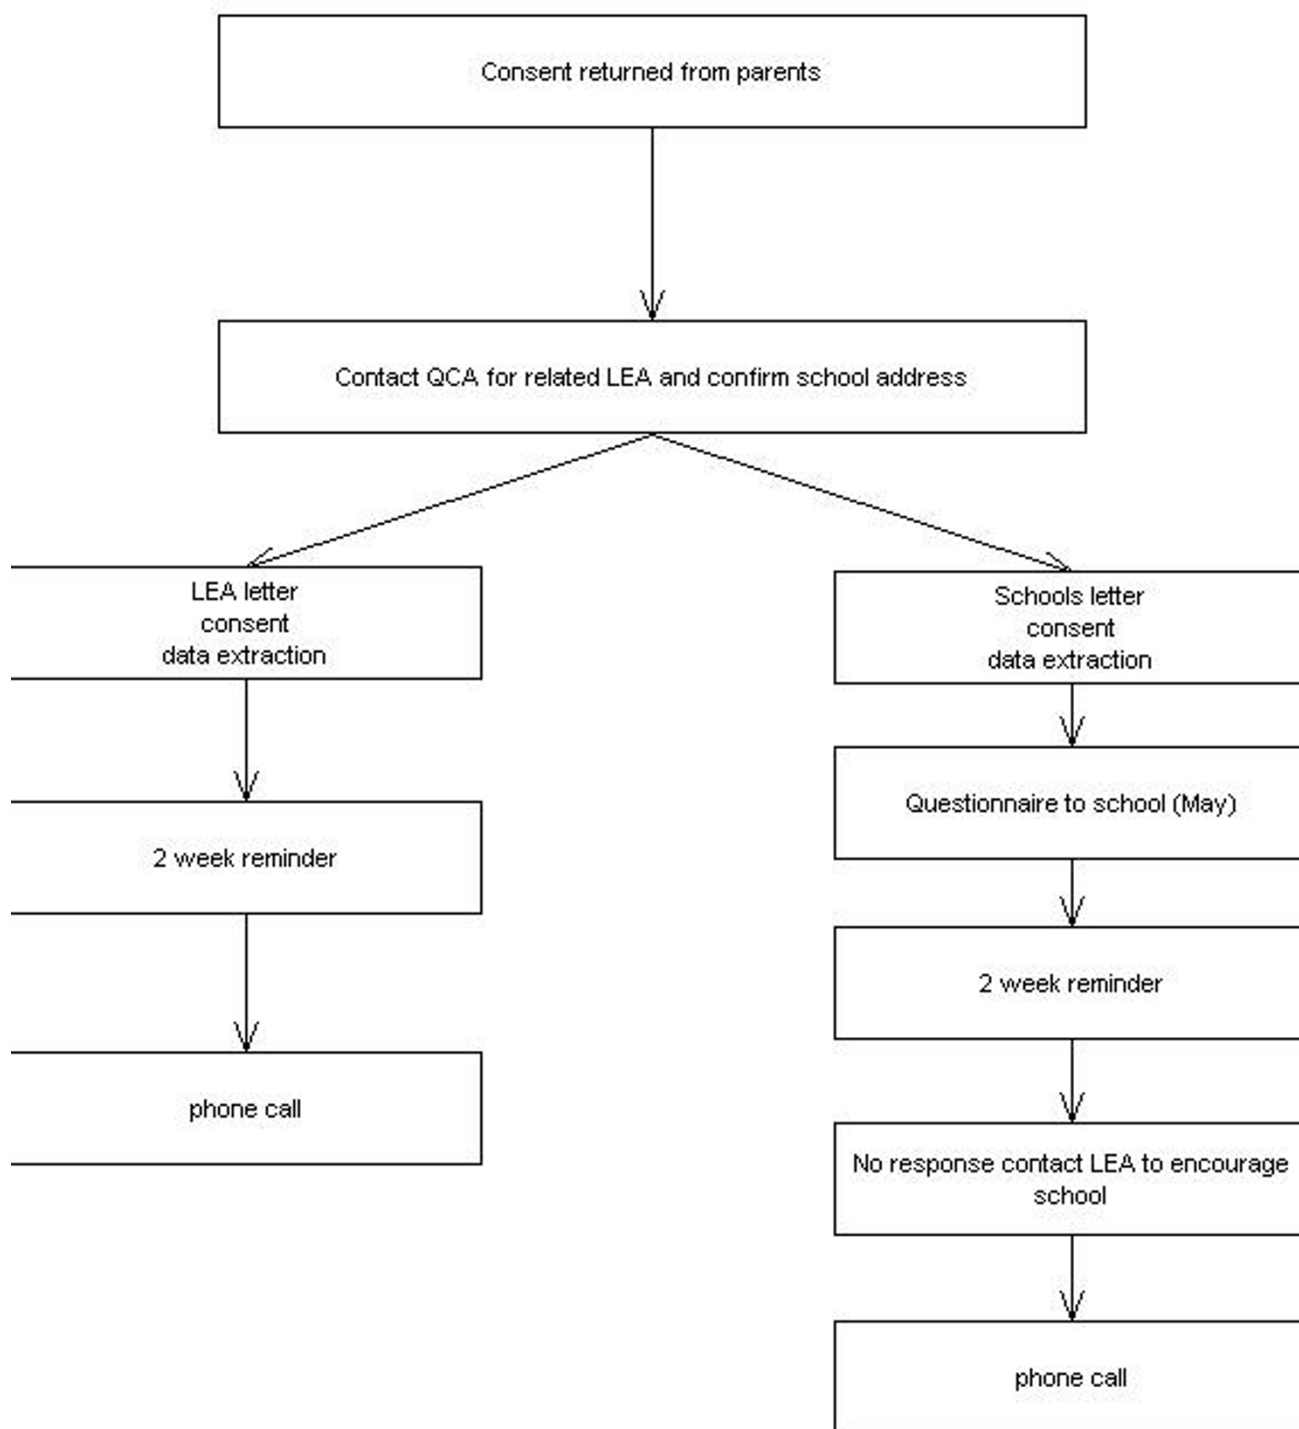 Consent returned from parents
Contact QCA for related LEA and confirm school address
LEA letter
consent
data extraction
2 week reminder
phone call
Schools letter
consent
data extraction
Questionnaire to school (May)
2 week reminder
No response contact LEA to encourage
school
phone call